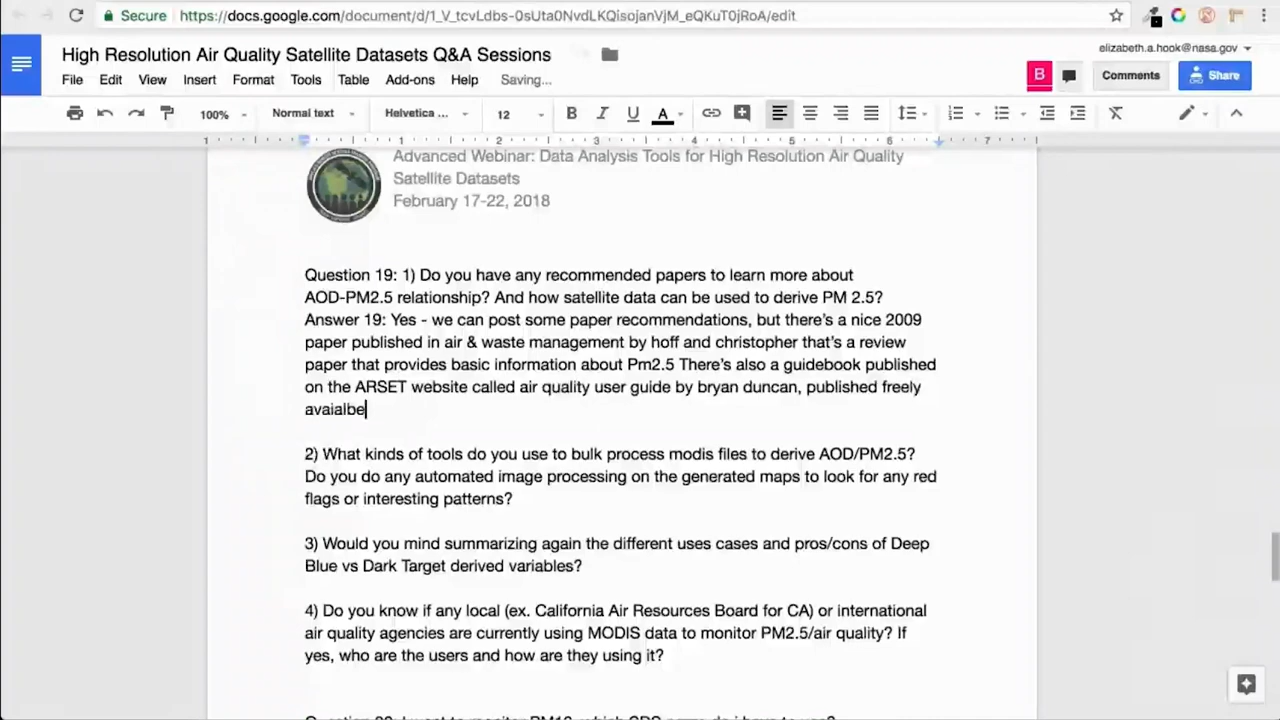 Secure https://docs.google.com/document/d/1_V_tcvLdbs-0sUta0NvdLKQisojanVjM_eQKuT0jRoA/edit
High Resolution Air Quality Satellite Datasets Q&A Sessions
elizabeth.a.hook@nasa.gov
File Edit View Insert Format Tools Table Add-ons Help Saving...
B Comments Share
100% Normal text Helvetica ... 12 B I U A
1 1 2 3 4 5 6 7
Advanced Webinar: Data Analysis Tools for High Resolution Air Quality
Satellite Datasets
February 17-22, 2018
Question 19: 1) Do you have any recommended papers to learn more about
AOD-PM2.5 relationship? And how satellite data can be used to derive PM 2.5?
Answer 19: Yes - we can post some paper recommendations, but there's a nice 2009
paper published in air & waste management by hoff and christopher that's a review
paper that provides basic information about Pm2.5 There's also a guidebook published
on the ARSET website called air quality user guide by bryan duncan, published freely
avaialbe
2) What kinds of tools do you use to bulk process modis files to derive AOD/PM2.5?
Do you do any automated image processing on the generated maps to look for any red
flags or interesting patterns?
3) Would you mind summarizing again the different uses cases and pros/cons of Deep
Blue vs Dark Target derived variables?
4) Do you know if any local (ex. California Air Resources Board for CA) or international
air quality agencies are currently using MODIS data to monitor PM2.5/air quality? If
yes, who are the users and how are they using it?